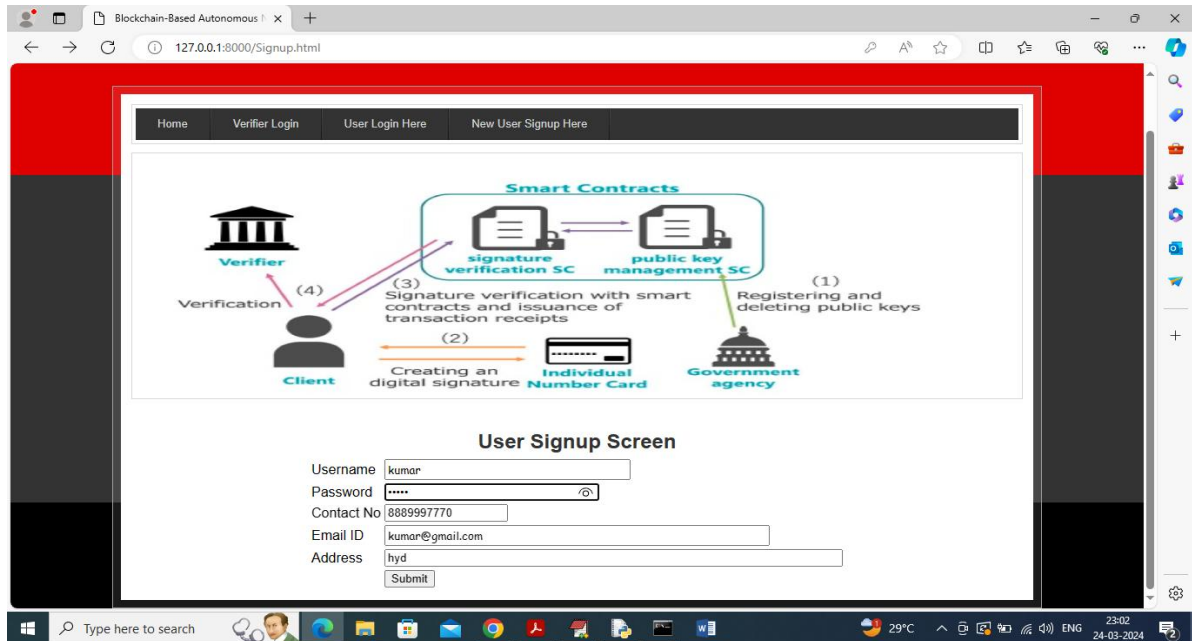 Blockchain-Based Autonomous
127.0.0.1:8000/Signup.html
Home Verifier Login User Login Here New User Signup Here
Smart Contracts
signature verification SC
public key management SC
Verifier
(1)
Registering and
deleting public keys
(4)
Verification
(3)
Signature verification with smart
contracts and issuance of
transaction receipts
(2)
Creating an
digital signature
Client
Individual
Number Card
Government
agency
User Signup Screen
Username kumar
Password •••••
Contact No 8889997770
Email ID kumar@gmail.com
Address hyd
Submit
Type here to search
29°C ENG 23:02
24-03-2024